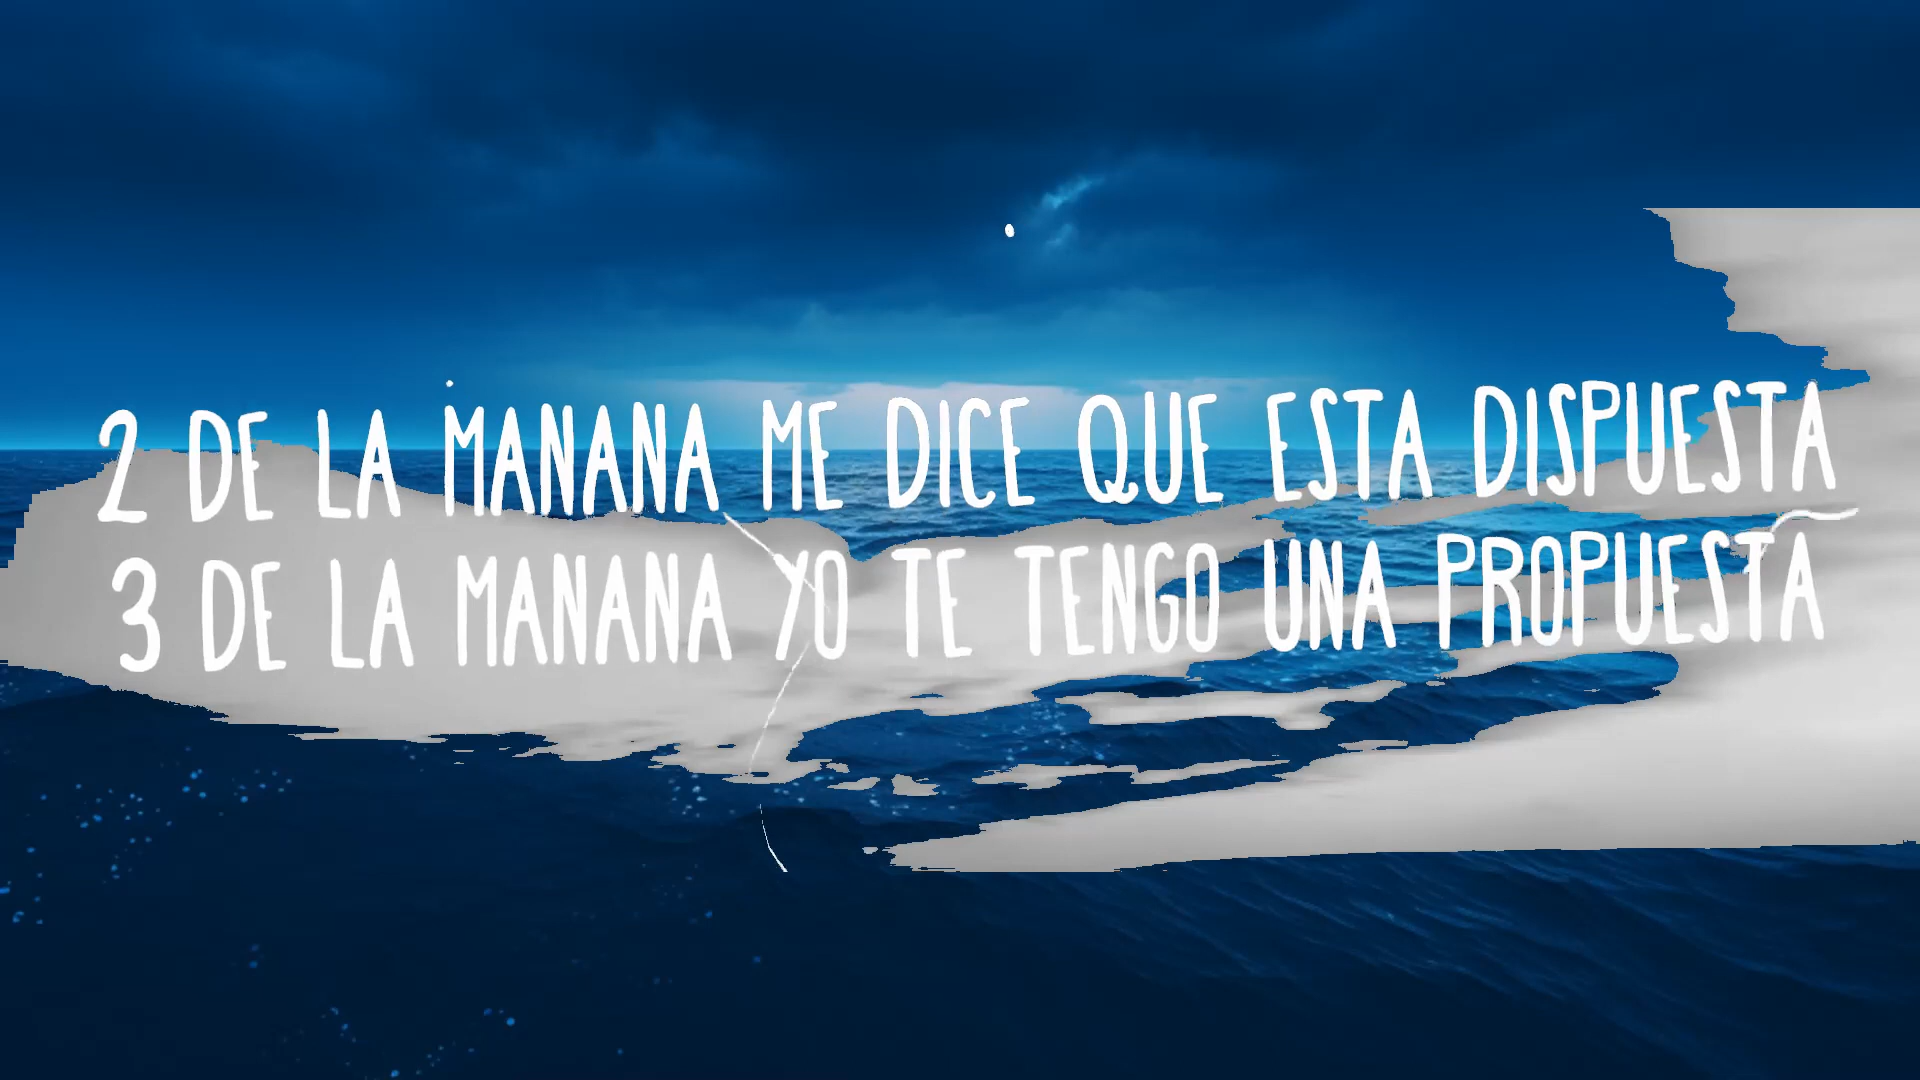 2 DE LA MANANA ME DICE QUE ESTA DISPUESTA
3 DE LA MANANA YO TE TENGO UNA PROPUESTA